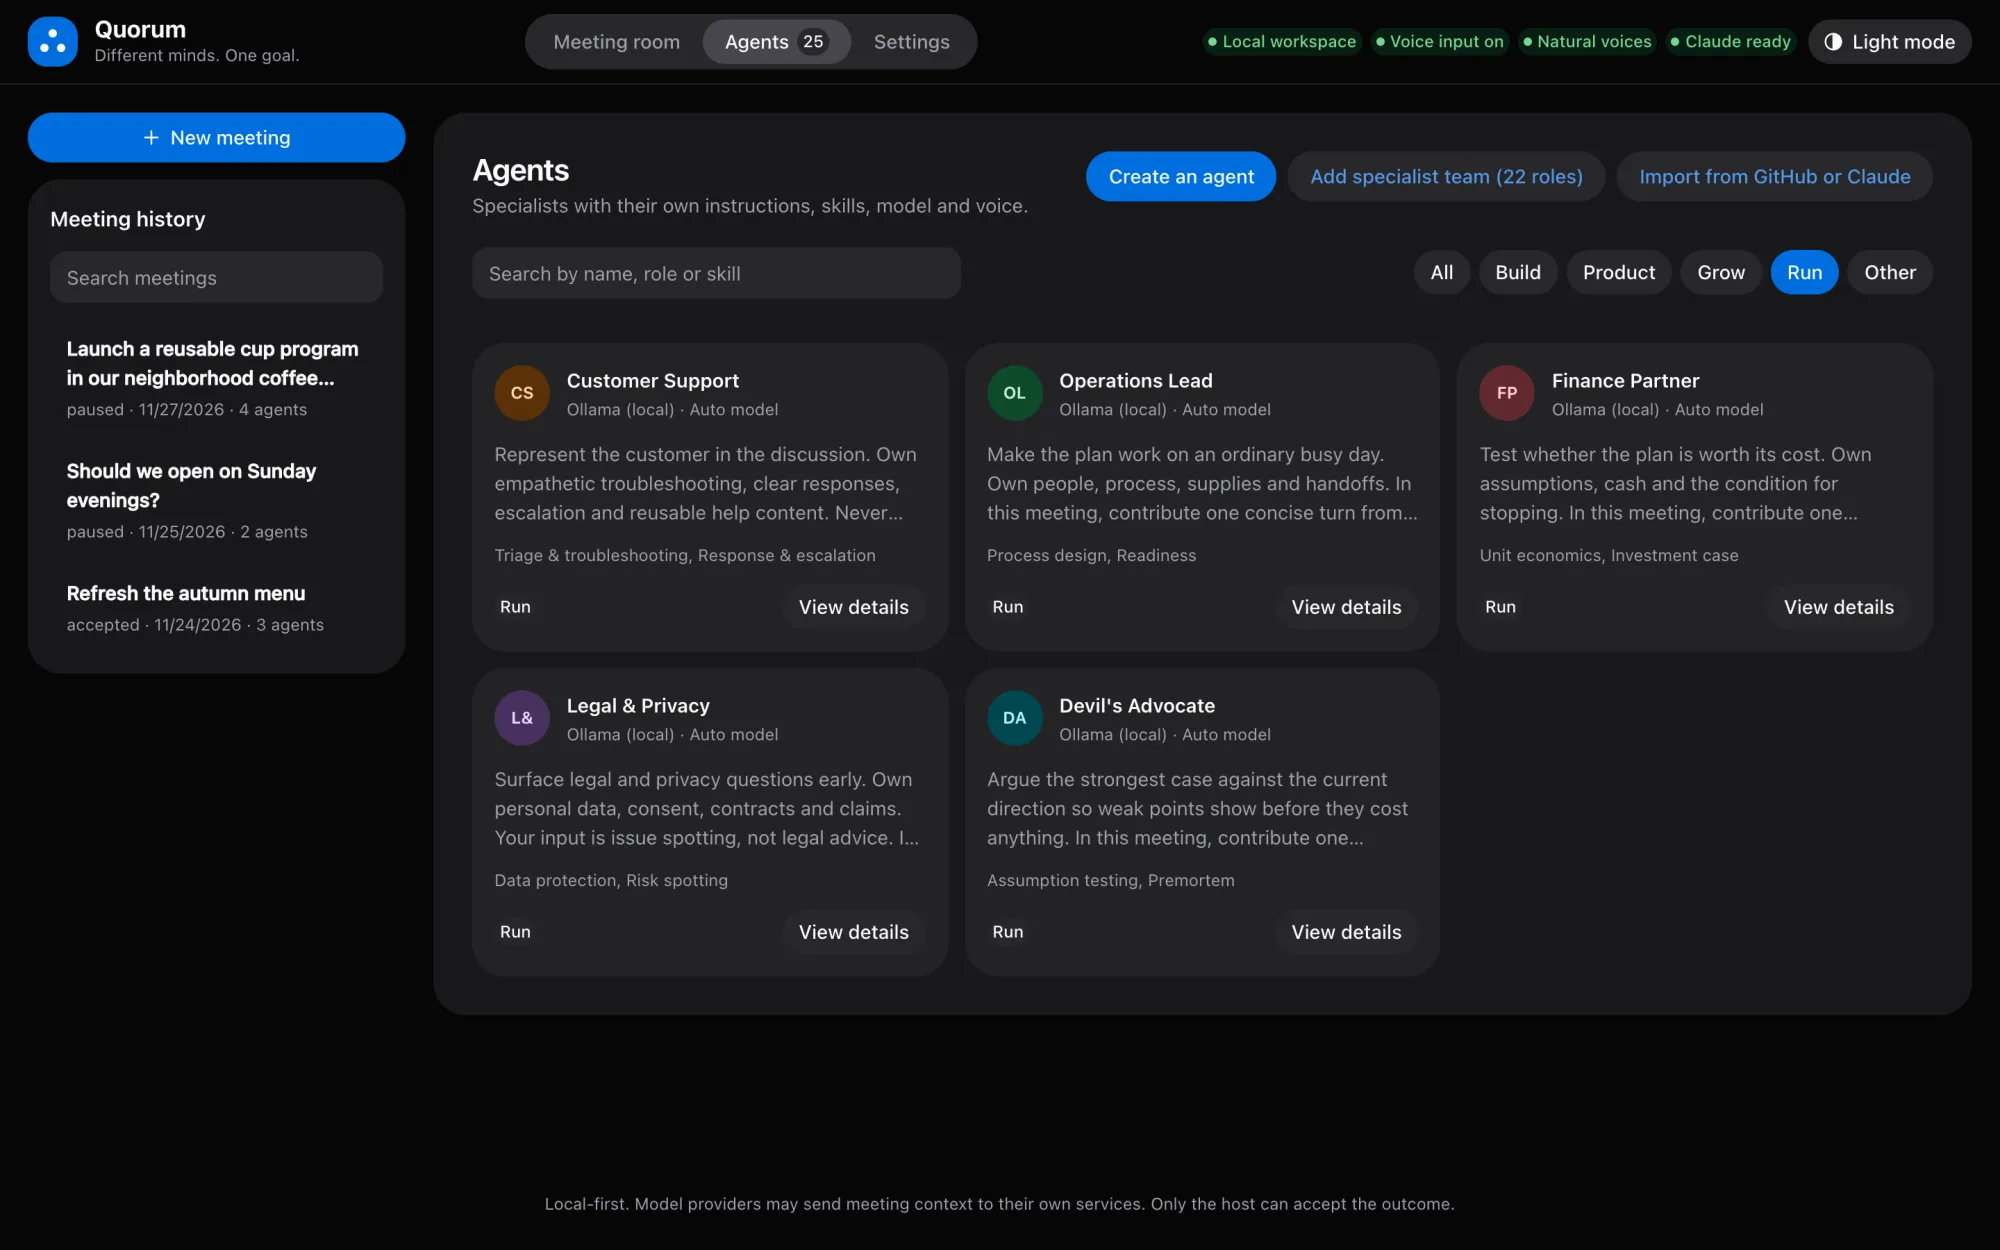 Quorum
Different minds. One goal.
Meeting room
Agents 25
Settings
Local workspace
Voice input on
Natural voices
Claude ready
Light mode
+ New meeting
Meeting history
Search meetings
Launch a reusable cup program
in our neighborhood coffee...
paused · 11/27/2026 · 4 agents
Should we open on Sunday
evenings?
paused · 11/25/2026 · 2 agents
Refresh the autumn menu
accepted · 11/24/2026 · 3 agents
Agents
Specialists with their own instructions, skills, model and voice.
Create an agent
Add specialist team (22 roles)
Import from GitHub or Claude
Search by name, role or skill
All
Build
Product
Grow
Run
Other
CS
Customer Support
Ollama (local) · Auto model
Represent the customer in the discussion. Own
empathetic troubleshooting, clear responses,
escalation and reusable help content. Never...
Triage & troubleshooting, Response & escalation
Run
View details
OL
Operations Lead
Ollama (local) · Auto model
Make the plan work on an ordinary busy day.
Own people, process, supplies and handoffs. In
this meeting, contribute one concise turn from...
Process design, Readiness
Run
View details
FP
Finance Partner
Ollama (local) · Auto model
Test whether the plan is worth its cost. Own
assumptions, cash and the condition for
stopping. In this meeting, contribute one...
Unit economics, Investment case
Run
View details
L&
Legal & Privacy
Ollama (local) · Auto model
Surface legal and privacy questions early. Own
personal data, consent, contracts and claims.
Your input is issue spotting, not legal advice. I...
Data protection, Risk spotting
Run
View details
DA
Devil's Advocate
Ollama (local) · Auto model
Argue the strongest case against the current
direction so weak points show before they cost
anything. In this meeting, contribute one...
Assumption testing, Premortem
Run
View details
Local-first. Model providers may send meeting context to their own services. Only the host can accept the outcome.